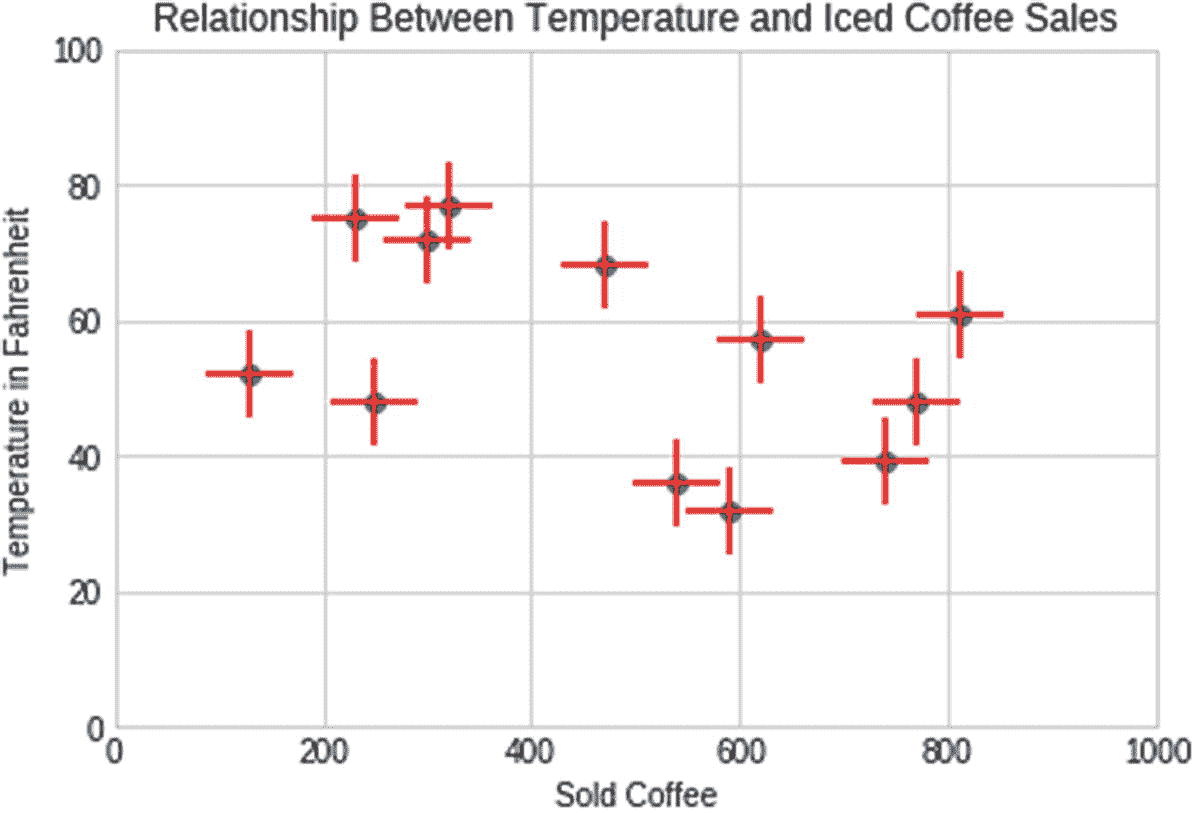 Relationship Between Temperature and Iced Coffee Sales
100
80
60
40
20
0
Temperature in Fahrenheit
0 200 400 600 800 1000
Sold Coffee